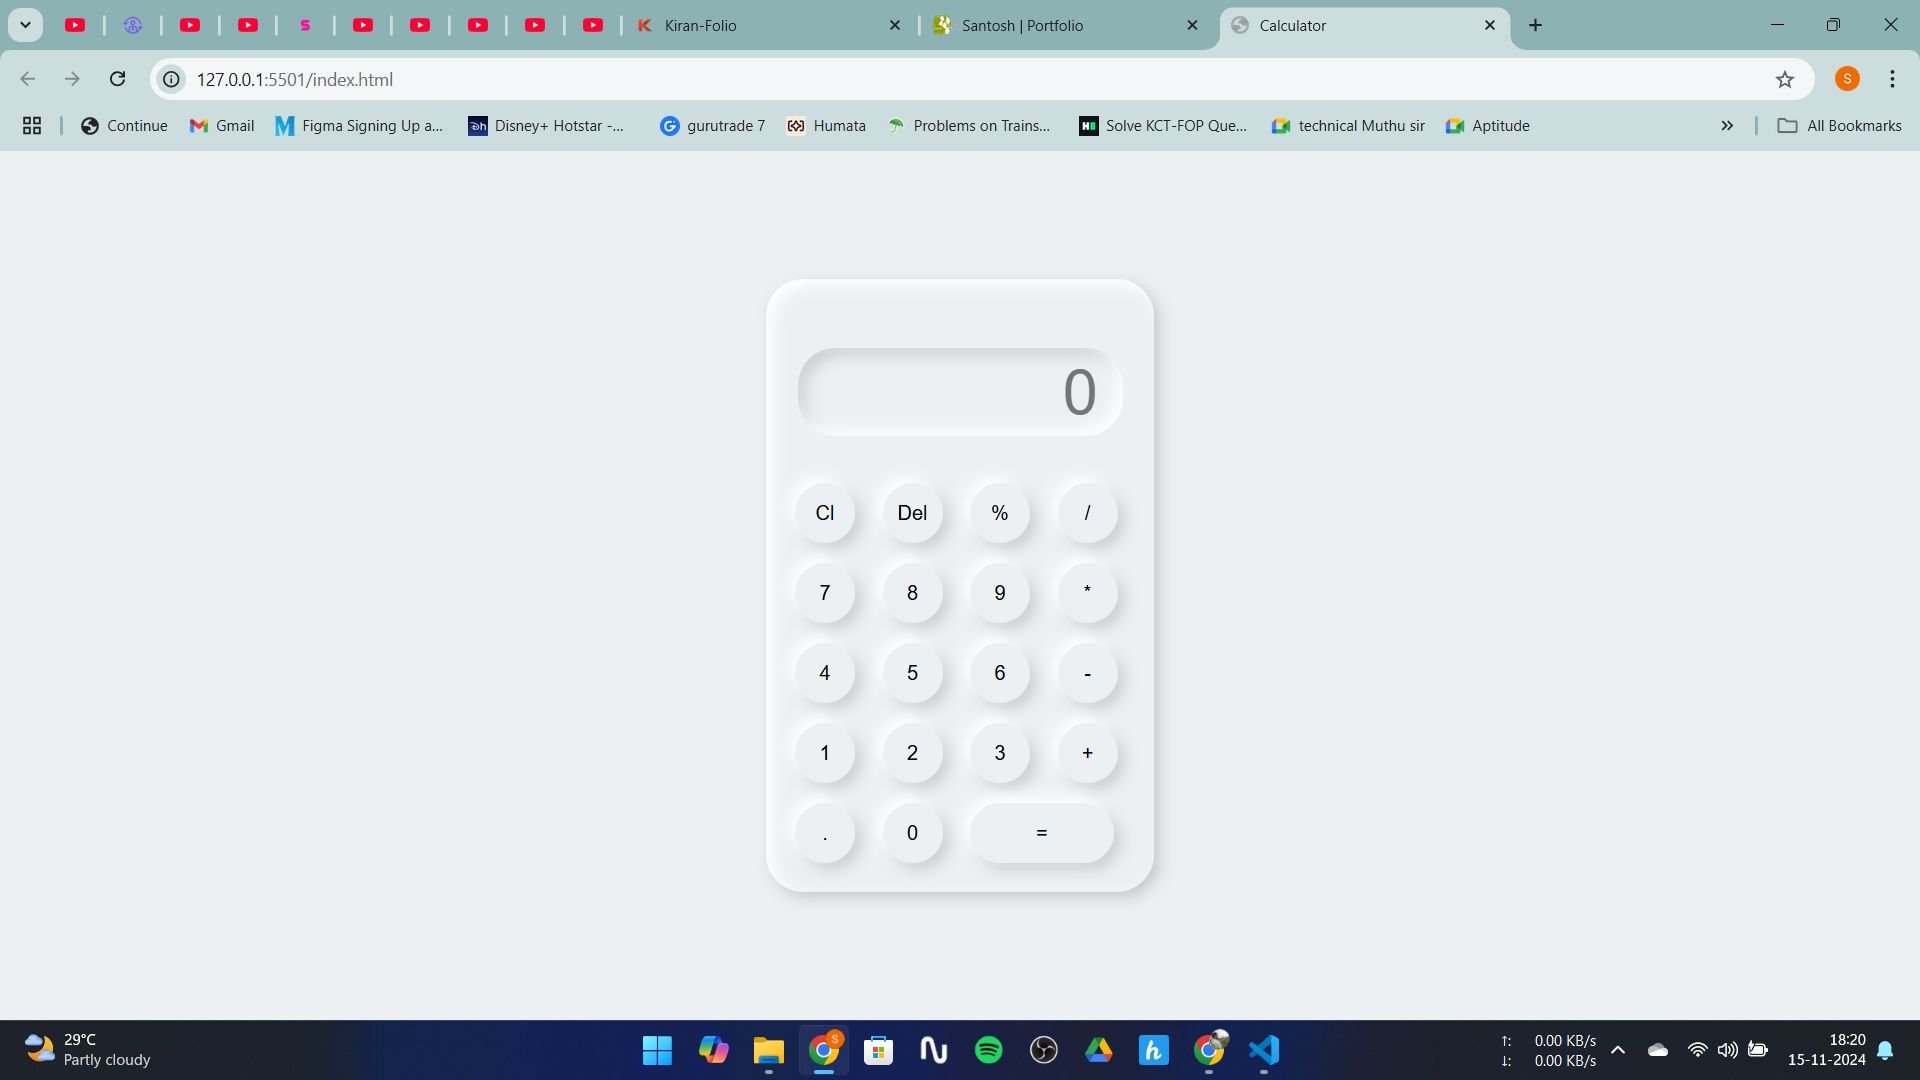 Kiran-Folio
Santosh | Portfolio
Calculator
127.0.0.1:5501/index.html
S
Continue
Gmail
Figma Signing Up a...
Disney+ Hotstar -...
gurutrade 7
Humata
Problems on Trains...
Solve KCT-FOP Que...
technical Muthu sir
Aptitude
All Bookmarks
0
Cl Del % /
7 8 9 *
4 5 6 -
1 2 3 +
. 0 =
29°C
Partly cloudy
↑: 0.00 KB/s
↓: 0.00 KB/s
18:20
15-11-2024